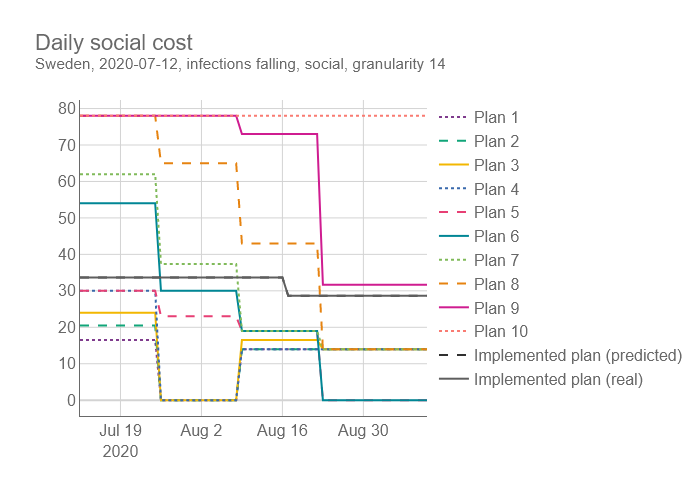 Daily social cost
Sweden, 2020-07-12, infections falling, social, granularity 14
80
70
60
50
40
30
20
10
0
Jul 19
2020
Aug 2
Aug 16
Aug 30
Plan 1
Plan 2
Plan 3
Plan 4
Plan 5
Plan 6
Plan 7
Plan 8
Plan 9
Plan 10
Implemented plan (predicted)
Implemented plan (real)